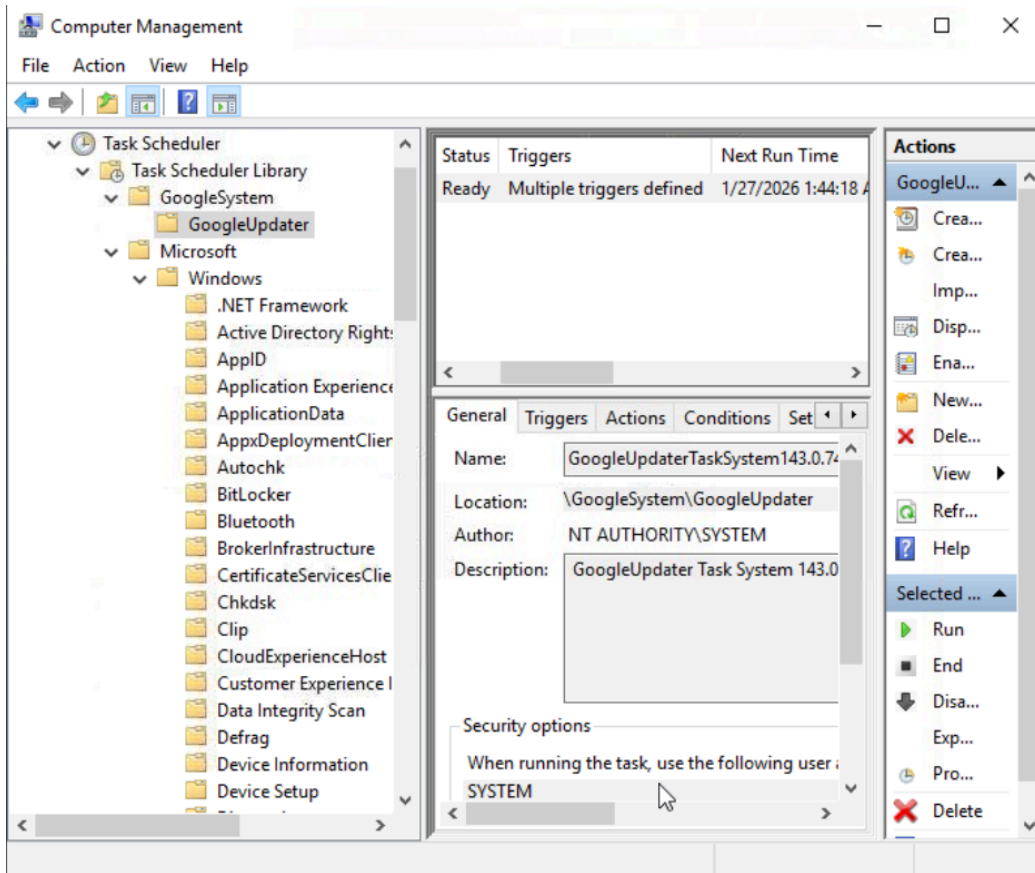 Computer Management
File Action View Help
Task Scheduler
Task Scheduler Library
GoogleSystem
GoogleUpdater
Microsoft
Windows
.NET Framework
Active Directory Right
AppID
Application Experience
ApplicationData
AppxDeploymentClier
Autochk
BitLocker
Bluetooth
BrokerInfrastructure
CertificateServicesClie
Chkdsk
Clip
CloudExperienceHost
Customer Experience I
Data Integrity Scan
Defrag
Device Information
Device Setup
Status Triggers Next Run Time
Ready Multiple triggers defined 1/27/2026 1:44:18 A
General Triggers Actions Conditions Set
Name: GoogleUpdaterTaskSystem143.0.74
Location: \GoogleSystem\GoogleUpdater
Author: NT AUTHORITY\SYSTEM
Description: GoogleUpdater Task System 143.0
Security options
When running the task, use the following user
SYSTEM
Actions
GoogleU...
Crea...
Crea...
Imp...
Disp...
Ena...
New...
Dele...
View
Refr...
Help
Selected ...
Run
End
Disa...
Exp...
Pro...
Delete